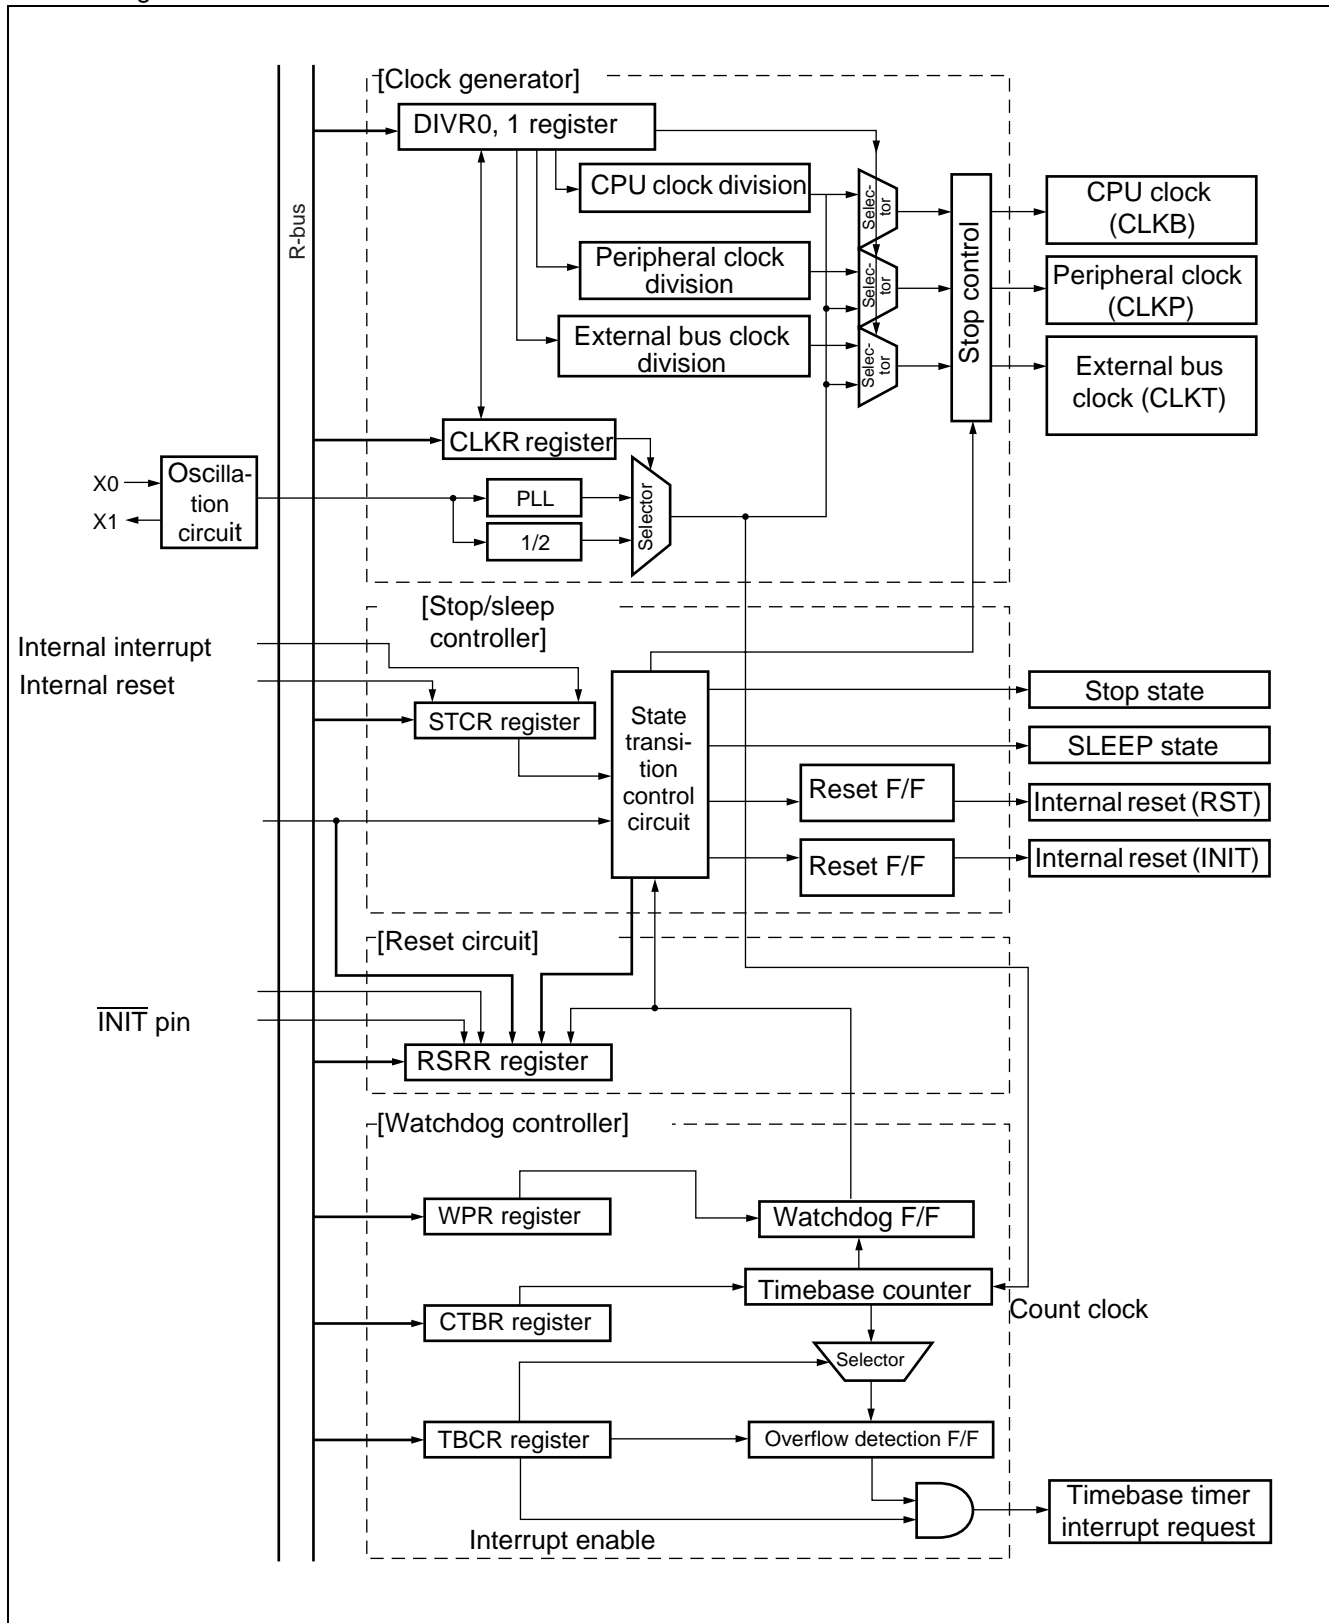 [Clock generator]
DIVR0, 1 register
R-bus
CPU clock division
Selec-
tor
CPU clock
(CLKB)
Peripheral clock
division
Selec-
tor
Stop control
Peripheral clock
(CLKP)
External bus clock
division
Selec-
tor
External bus
clock (CLKT)
CLKR register
X0
X1
Oscilla-
tion
circuit
PLL
1/2
Selector
[Stop/sleep
controller]
Internal interrupt
Internal reset
STCR register
State
transi-
tion
control
circuit
Stop state
SLEEP state
Reset F/F
Internal reset (RST)
Reset F/F
Internal reset (INIT)
[Reset circuit]
INIT pin
RSRR register
[Watchdog controller]
WPR register
Watchdog F/F
Timebase counter
Count clock
CTBR register
Selector
TBCR register
Overflow detection F/F
Interrupt enable
Timebase timer
interrupt request